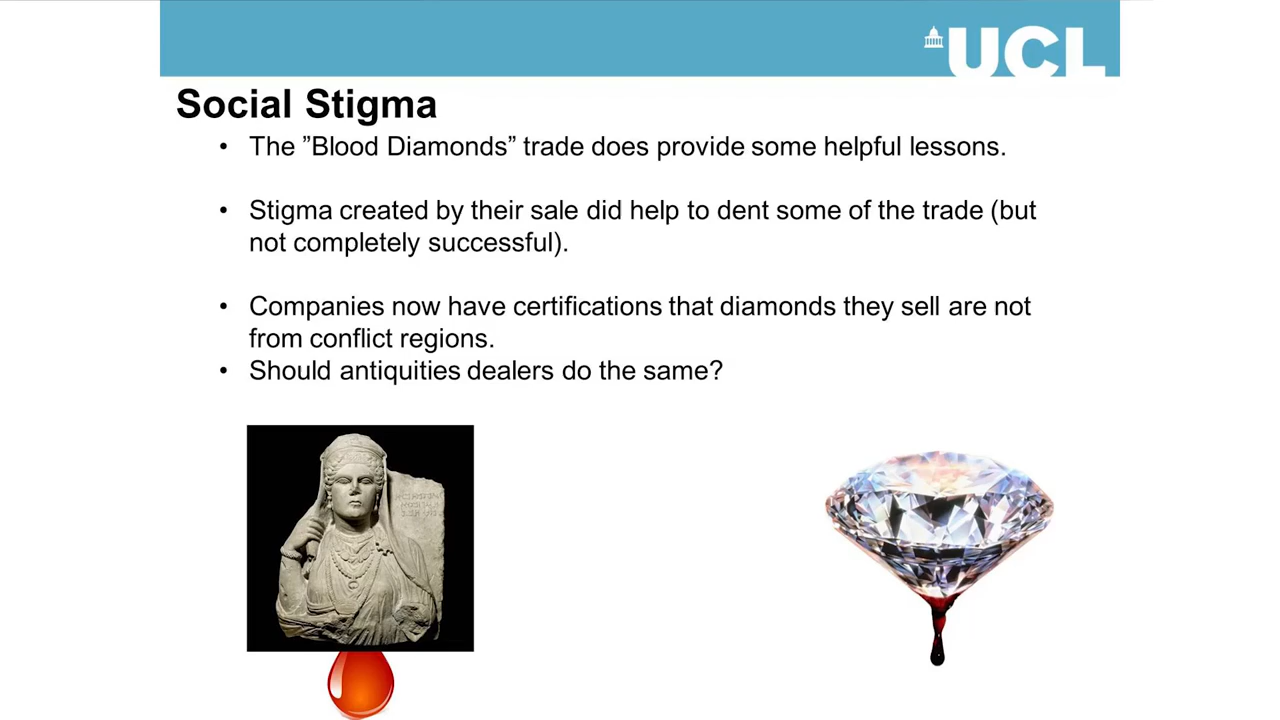 UCL
Social Stigma
• The ”Blood Diamonds” trade does provide some helpful lessons.
• Stigma created by their sale did help to dent some of the trade (but
not completely successful).
• Companies now have certifications that diamonds they sell are not
from conflict regions.
• Should antiquities dealers do the same?